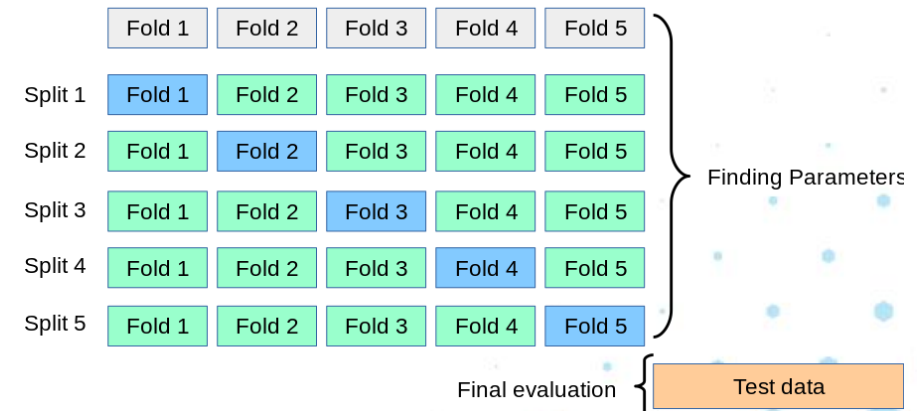 Fold 1 Fold 2 Fold 3 Fold 4 Fold 5
Split 1 Fold 1 Fold 2 Fold 3 Fold 4 Fold 5
Split 2 Fold 1 Fold 2 Fold 3 Fold 4 Fold 5
Finding Parameters
Split 3 Fold 1 Fold 2 Fold 3 Fold 4 Fold 5
Split 4 Fold 1 Fold 2 Fold 3 Fold 4 Fold 5
Split 5 Fold 1 Fold 2 Fold 3 Fold 4 Fold 5
Final evaluation Test data